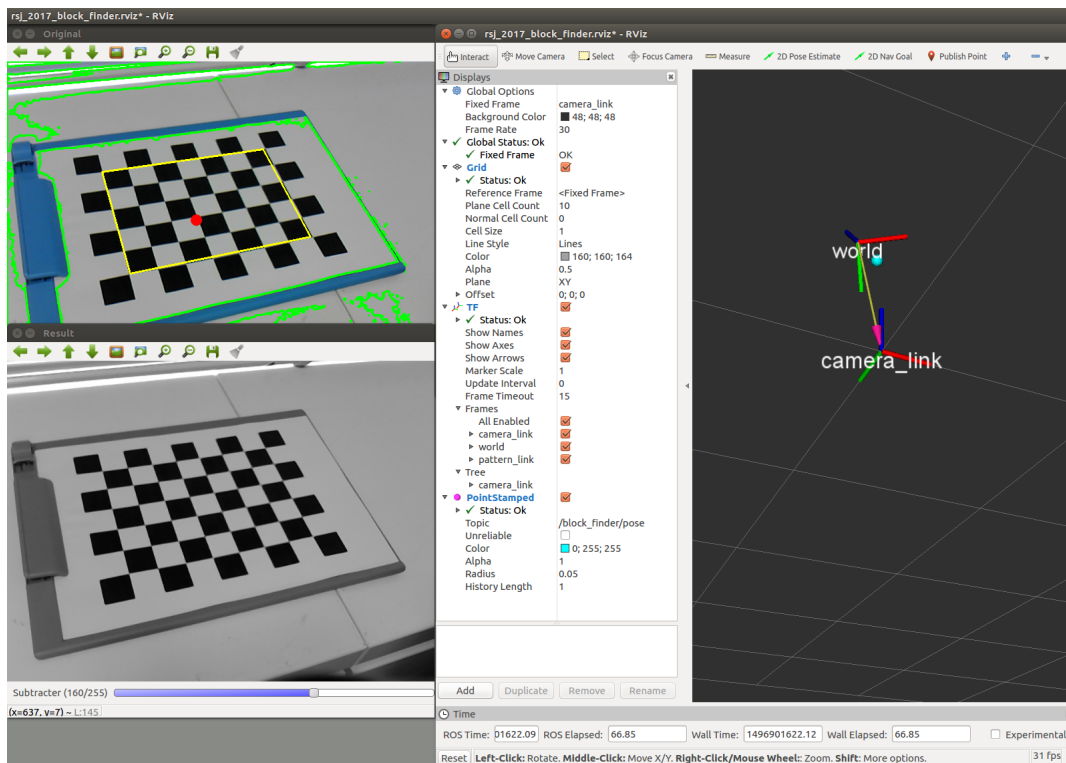 rsj_2017_block_finder.rviz* - RViz
Original
Result
Subtracter (160/255)
(x=637, y=7) ~ L:145
rsj_2017_block_finder.rviz* - RViz
Interact Move Camera Select Focus Camera Measure 2D Pose Estimate 2D Nav Goal Publish Point
Displays
Global Options
Fixed Frame camera_link
Background Color 48; 48; 48
Frame Rate 30
Global Status: Ok
Fixed Frame OK
Grid
Status: Ok
Reference Frame <Fixed Frame>
Plane Cell Count 10
Normal Cell Count 0
Cell Size 1
Line Style Lines
Color 160; 160; 164
Alpha 0.5
Plane XY
Offset 0; 0; 0
TF
Status: Ok
Show Names
Show Axes
Show Arrows
Marker Scale 1
Update Interval 0
Frame Timeout 15
Frames
All Enabled
camera_link
world
pattern_link
Tree
camera_link
PointStamped
Status: Ok
Topic /block_finder/pose
Unreliable
Color 0; 255; 255
Alpha 1
Radius 0.05
History Length 1
Add Duplicate Remove Rename
world
camera_link
Time
ROS Time: 01622.09 ROS Elapsed: 66.85 Wall Time: 1496901622.12 Wall Elapsed: 66.85 Experimental
Reset Left-Click: Rotate. Middle-Click: Move X/Y. Right-Click/Mouse Wheel:: Zoom. Shift: More options. 31 fps